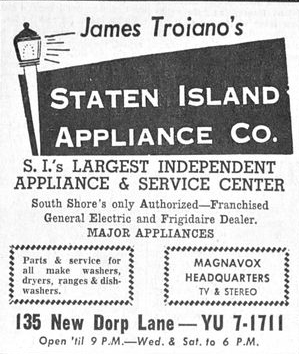 James Troiano's
STATEN ISLAND
APPLIANCE CO.
S. I.'s LARGEST INDEPENDENT
APPLIANCE & SERVICE CENTER
South Shore's only Authorized—Franchised
General Electric and Frigidaire Dealer.
MAJOR APPLIANCES
Parts & service for
all make washers,
dryers, ranges & dish-
washers.
MAGNAVOX
HEADQUARTERS
TV & STEREO
135 New Dorp Lane — YU 7-1711
Open 'til 9 P.M.—Wed. & Sat. to 6 P.M.